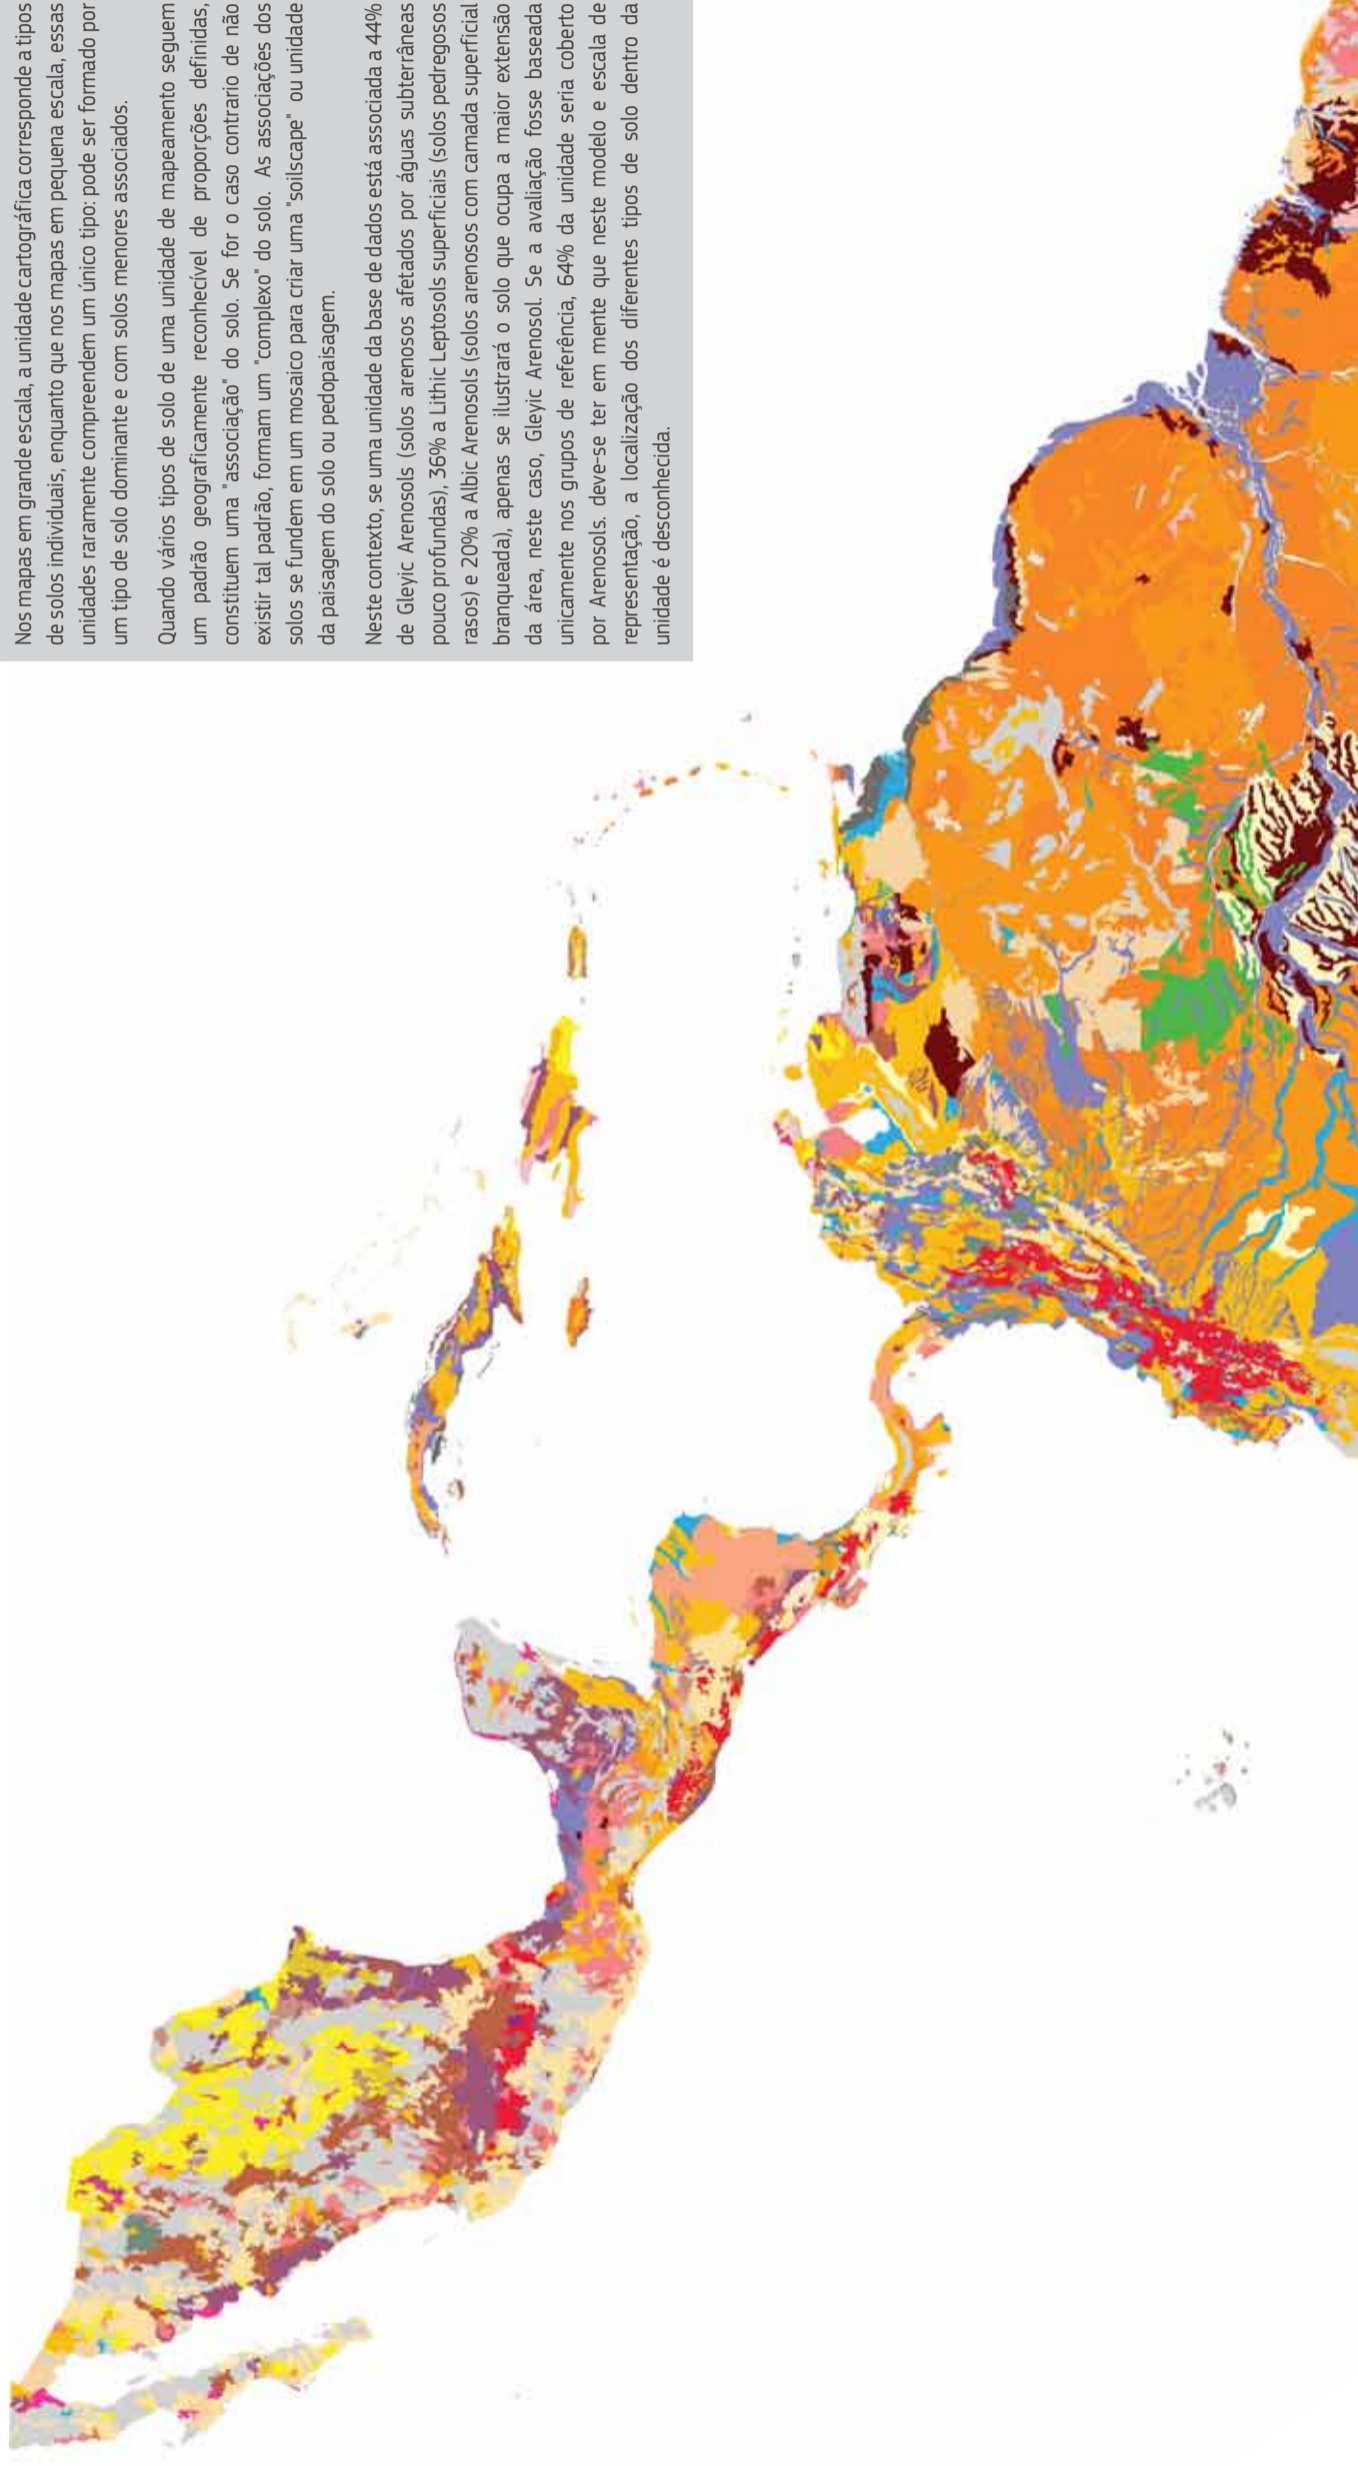 Nos mapas em grande escala, a unidade cartográfica corresponde a tipos
de solos individuais, enquanto que nos mapas em pequena escala, essas
unidades raramente compreendem um único tipo: pode ser formado por
um tipo de solo dominante e com solos menores associados.
Quando vários tipos de solo de uma unidade de mapeamento seguem
um padrão geograficamente reconhecível de proporções definidas,
constituem uma "associação" do solo. Se for o caso contrario de não
existir tal padrão, formam um "complexo" do solo. As associações dos
solos se fundem em um mosaico para criar uma "soilscape" ou unidade
da paisagem do solo ou pedopaisagem.
Neste contexto, se uma unidade da base de dados está associada a 44%
de Gleyic Arenosols (solos arenosos afetados por águas subterrâneas
pouco profundas), 36% a Lithic Leptosols superficiais (solos pedregosos
rasos) e 20% a Albic Arenosols (solos arenosos com camada superficial
branqueada), apenas se ilustrará o solo que ocupa a maior extensão
da área, neste caso, Gleyic Arenosol. Se a avaliação fosse baseada
unicamente nos grupos de referência, 64% da unidade seria coberto
por Arenosols. deve-se ter em mente que neste modelo e escala de
representação, a localização dos diferentes tipos de solo dentro da
unidade é desconhecida.